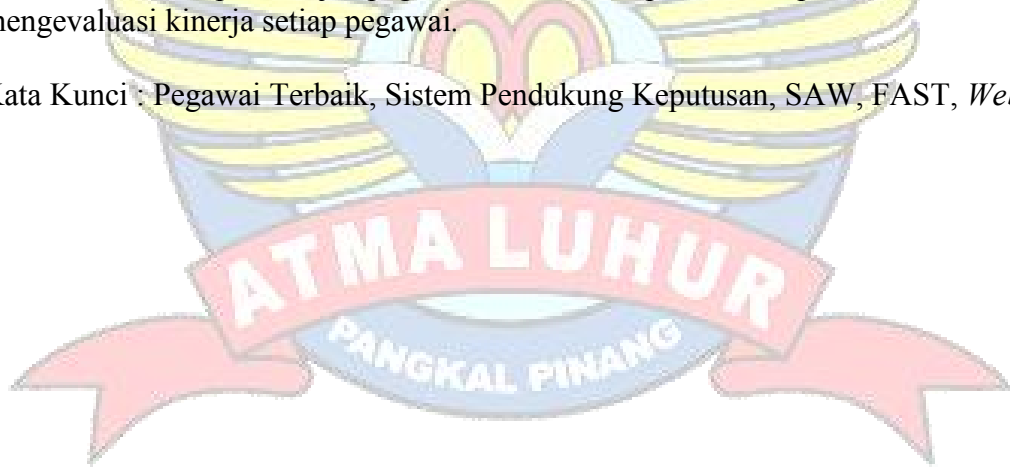 mengevaluasi kinerja setiap pegawai.
Kata Kunci : Pegawai Terbaik, Sistem Pendukung Keputusan, SAW, FAST,
ATMA LUHUR
PANGKAL PINANG